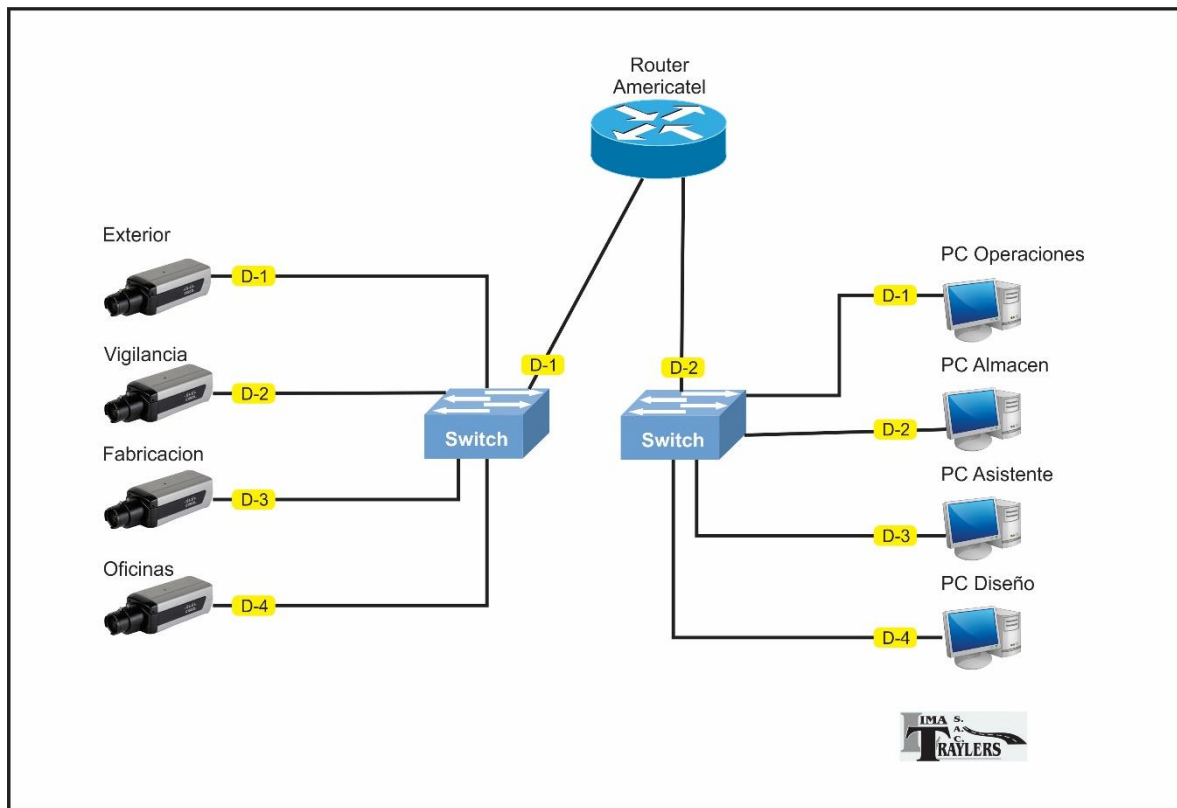 Router
Americatel
Exterior
D-1
Vigilancia
D-2
Fabricacion
D-3
Oficinas
D-4
D-1
Switch
D-2
Switch
PC Operaciones
D-1
PC Almacen
D-2
PC Asistente
D-3
PC Diseño
D-4
IMA S.A.C.
TRAYLERS